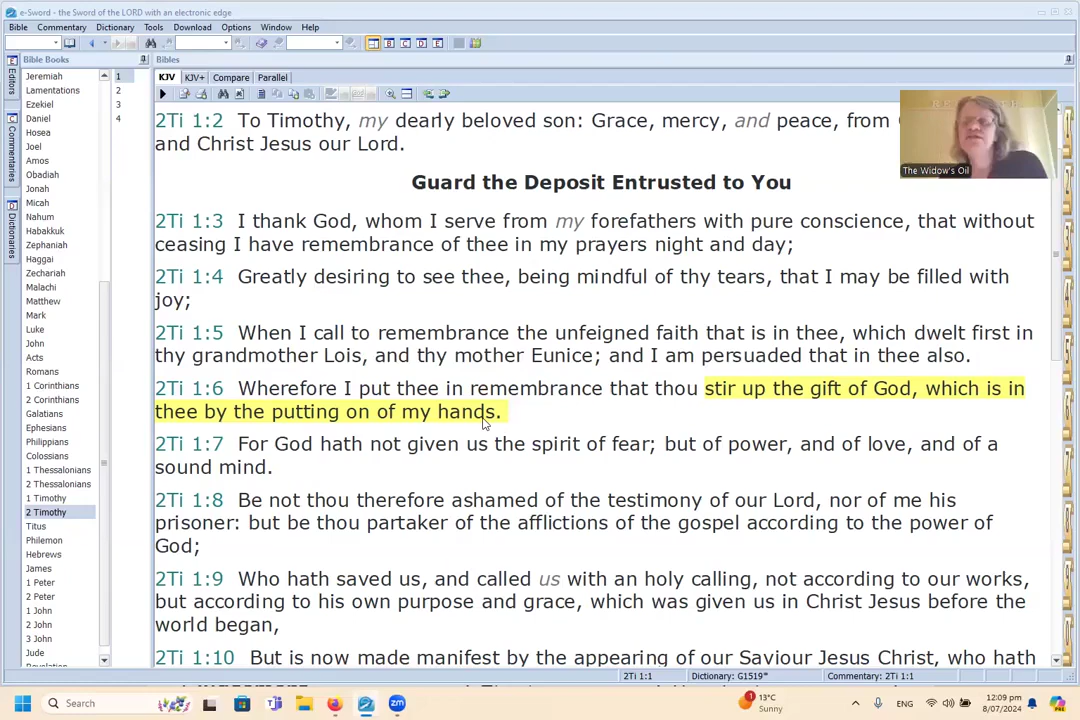 e-Sword - the Sword of the LORD with an electronic edge
Bible Commentary Dictionary Tools Download Options Window Help
B C D E
Bible Books
Bibles
Editors
Commentaries
Dictionaries
Jeremiah
Lamentations
Ezekiel
Daniel
Hosea
Joel
Amos
Obadiah
Jonah
Micah
Nahum
Habakkuk
Zephaniah
Haggai
Zechariah
Malachi
Matthew
Mark
Luke
John
Acts
Romans
1 Corinthians
2 Corinthians
Galatians
Ephesians
Philippians
Colossians
1 Thessalonians
2 Thessalonians
1 Timothy
2 Timothy
Titus
Philemon
Hebrews
James
1 Peter
2 Peter
1 John
2 John
3 John
Jude
Revelation
1
2
3
4
KJV KJV+ Compare Parallel
2Ti 1:2 To Timothy, my dearly beloved son: Grace, mercy, and peace, from
and Christ Jesus our Lord.
Guard the Deposit Entrusted to You
2Ti 1:3 I thank God, whom I serve from my forefathers with pure conscience, that without
ceasing I have remembrance of thee in my prayers night and day;
2Ti 1:4 Greatly desiring to see thee, being mindful of thy tears, that I may be filled with
joy;
2Ti 1:5 When I call to remembrance the unfeigned faith that is in thee, which dwelt first in
thy grandmother Lois, and thy mother Eunice; and I am persuaded that in thee also.
2Ti 1:6 Wherefore I put thee in remembrance that thou stir up the gift of God, which is in
thee by the putting on of my hands.
2Ti 1:7 For God hath not given us the spirit of fear; but of power, and of love, and of a
sound mind.
2Ti 1:8 Be not thou therefore ashamed of the testimony of our Lord, nor of me his
prisoner: but be thou partaker of the afflictions of the gospel according to the power of
God;
2Ti 1:9 Who hath saved us, and called us with an holy calling, not according to our works,
but according to his own purpose and grace, which was given us in Christ Jesus before the
world began,
2Ti 1:10 But is now made manifest by the appearing of our Saviour Jesus Christ, who hath
The Widow's Oil
2Ti 1:1 Dictionary: G1519* Commentary: 2Ti 1:1
Search
zm
1
13°C
Sunny
ENG
12:09 pm
8/07/2024